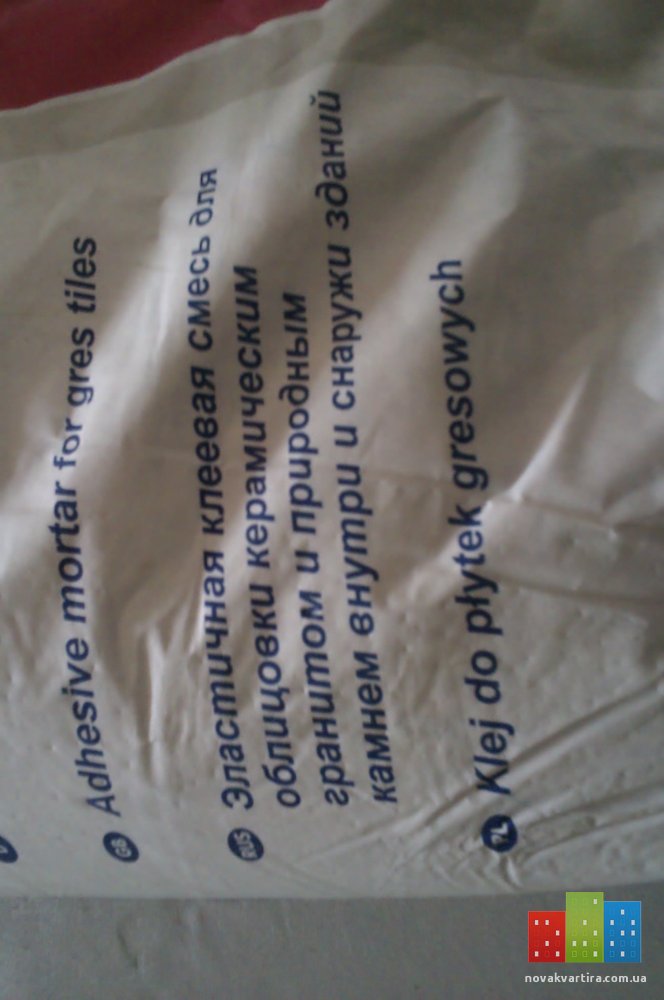 GB Adhesive mortar for gres tiles
RUS Эластичная клеевая смесь для
облицовки керамическим
гранитом и природным
камнем внутри и снаружи зданий
PL Klej do płytek gresowych
novakvartira.com.ua